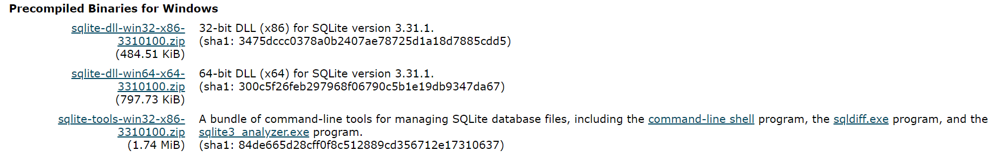 Precompiled Binaries for Windows
sqlite-dll-win32-x86-
3310100.zip
(484.51 KiB)
32-bit DLL (x86) for SQLite version 3.31.1.
(sha1: 3475dccc0378a0b2407ae78725d1a18d7885cdd5)
sqlite-dll-win64-x64-
3310100.zip
(797.73 KiB)
64-bit DLL (x64) for SQLite version 3.31.1.
(sha1: 300c5f26feb297968f06790c5b1e19db9347da67)
sqlite-tools-win32-x86-
3310100.zip
(1.74 MiB)
A bundle of command-line tools for managing SQLite database files, including the command-line shell program, the sqldiff.exe program, and the
sqlite3_analyzer.exe program.
(sha1: 84de665d28cff0f8c512889cd356712e17310637)